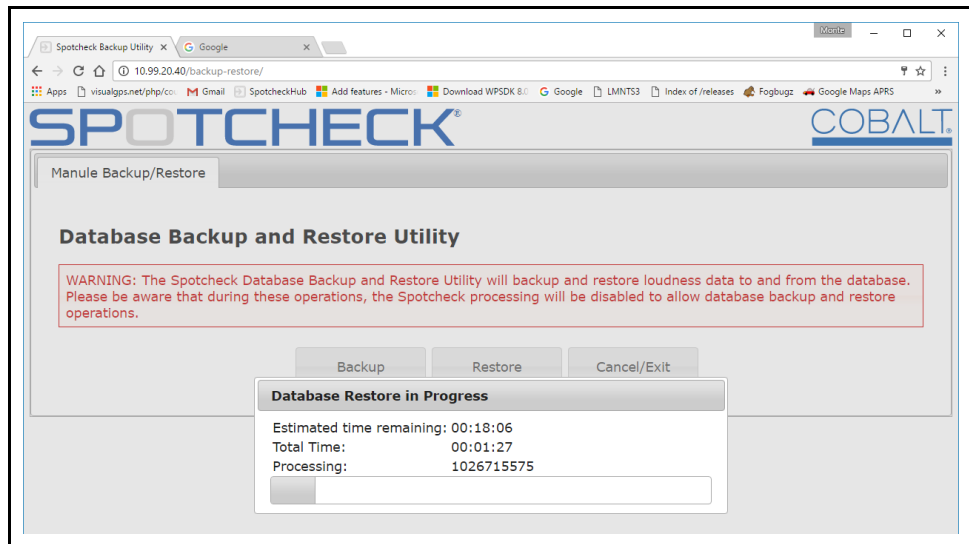 Monte
Spotcheck Backup Utility
Google
10.99.20.40/backup-restore/
Apps
visualgps.net/php/co
Gmail
SpotcheckHub
Add features - Micros
Download WPSDK 8.0
Google
LMNTS3
Index of /releases
Fogbugz
Google Maps APRS
»
SPOTCHECK®
COBALT®
Manule Backup/Restore
Database Backup and Restore Utility
WARNING: The Spotcheck Database Backup and Restore Utility will backup and restore loudness data to and from the database.
Please be aware that during these operations, the Spotcheck processing will be disabled to allow database backup and restore
operations.
Backup
Restore
Cancel/Exit
Database Restore in Progress
Estimated time remaining: 00:18:06
Total Time: 00:01:27
Processing: 1026715575